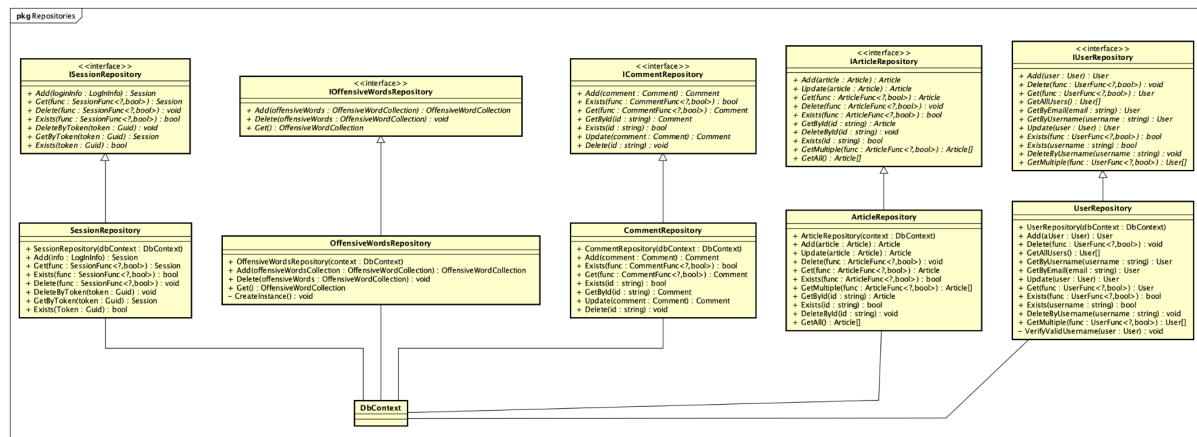 pkg Repositories
<<interface>>
ISessionRepository
+ Add(loginInfo : LogInInfo) : Session
+ Get(func : SessionFunc<?,bool>) : Session
+ Delete(func : SessionFunc<?,bool>) : void
+ Exists(func : SessionFunc<?,bool>) : bool
+ DeleteByToken(token : Guid) : void
+ GetByToken(token : Guid) : Session
+ Exists(token : Guid) : bool
<<interface>>
IOffensiveWordsRepository
+ Add(offensiveWords : OffensiveWordCollection) : OffensiveWordCollection
+ Delete(offensiveWords : OffensiveWordCollection) : void
+ Get() : OffensiveWordCollection
<<interface>>
ICommentRepository
+ Add(comment : Comment) : Comment
+ Exists(func : CommentFunc<?,bool>) : bool
+ Get(func : CommentFunc<?,bool>) : Comment
+ GetById(id : string) : Comment
+ Exists(id : string) : bool
+ Update(comment : Comment) : Comment
+ Delete(id : string) : void
<<interface>>
IArticleRepository
+ Add(article : Article) : Article
+ Update(article : Article) : Article
+ Get(func : ArticleFunc<?,bool>) : Article
+ Delete(func : ArticleFunc<?,bool>) : void
+ Exists(func : ArticleFunc<?,bool>) : bool
+ GetById(id : string) : Article
+ DeleteById(id : string) : void
+ Exists(id : string) : bool
+ GetMultiple(func : ArticleFunc<?,bool>) : Article[]
+ GetAll() : Article[]
<<interface>>
IUserRepository
+ Add(user : User) : User
+ Delete(func : UserFunc<?,bool>) : void
+ Get(func : UserFunc<?,bool>) : User
+ GetAllUsers() : User[]
+ GetByEmail(email : string) : User
+ GetByUsername(username : string) : User
+ Update(user : User) : User
+ Exists(func : UserFunc<?,bool>) : bool
+ Exists(username : string) : bool
+ DeleteByUsername(username : string) : void
+ GetMultiple(func : UserFunc<?,bool>) : User[]
SessionRepository
+ SessionRepository(dbContext : DbContext)
+ Add(info : LogInInfo) : Session
+ Get(func : SessionFunc<?,bool>) : Session
+ Exists(func : SessionFunc<?,bool>) : bool
+ Delete(func : SessionFunc<?,bool>) : void
+ DeleteByToken(token : Guid) : void
+ GetByToken(token : Guid) : Session
+ Exists(Token : Guid) : bool
OffensiveWordsRepository
+ OffensiveWordsRepository(context : DbContext)
+ Add(offensiveWordsCollection : OffensiveWordCollection) : OffensiveWordCollection
+ Delete(offensiveWords : OffensiveWordCollection) : void
+ Get() : OffensiveWordCollection
- CreateInstance() : void
CommentRepository
+ CommentRepository(dbContext : DbContext)
+ Add(comment : Comment) : Comment
+ Exists(func : CommentFunc<?,bool>) : bool
+ Get(func : CommentFunc<?,bool>) : Comment
+ Exists(id : string) : bool
+ GetById(id : string) : Comment
+ Update(comment : Comment) : Comment
+ Delete(id : string) : void
ArticleRepository
+ ArticleRepository(context : DbContext)
+ Add(article : Article) : Article
+ Update(article : Article) : Article
+ Delete(func : ArticleFunc<?,bool>) : void
+ Get(func : ArticleFunc<?,bool>) : Article
+ Exists(func : ArticleFunc<?,bool>) : bool
+ GetMultiple(func : ArticleFunc<?,bool>) : Article[]
+ GetById(id : string) : Article
+ Exists(id : string) : bool
+ DeleteById(id : string) : void
+ GetAll() : Article[]
UserRepository
+ UserRepository(dbContext : DbContext)
+ Add(aUser : User) : User
+ Delete(func : UserFunc<?,bool>) : void
+ GetAllUsers() : User[]
+ GetByUsername(username : string) : User
+ GetByEmail(email : string) : User
+ Update(user : User) : User
+ Get(func : UserFunc<?,bool>) : User
+ Exists(func : UserFunc<?,bool>) : bool
+ Exists(username : string) : bool
+ DeleteByUsername(username : string) : void
+ GetMultiple(func : UserFunc<?,bool>) : User[]
- VerifyValidUsername(user : User) : void
DbContext